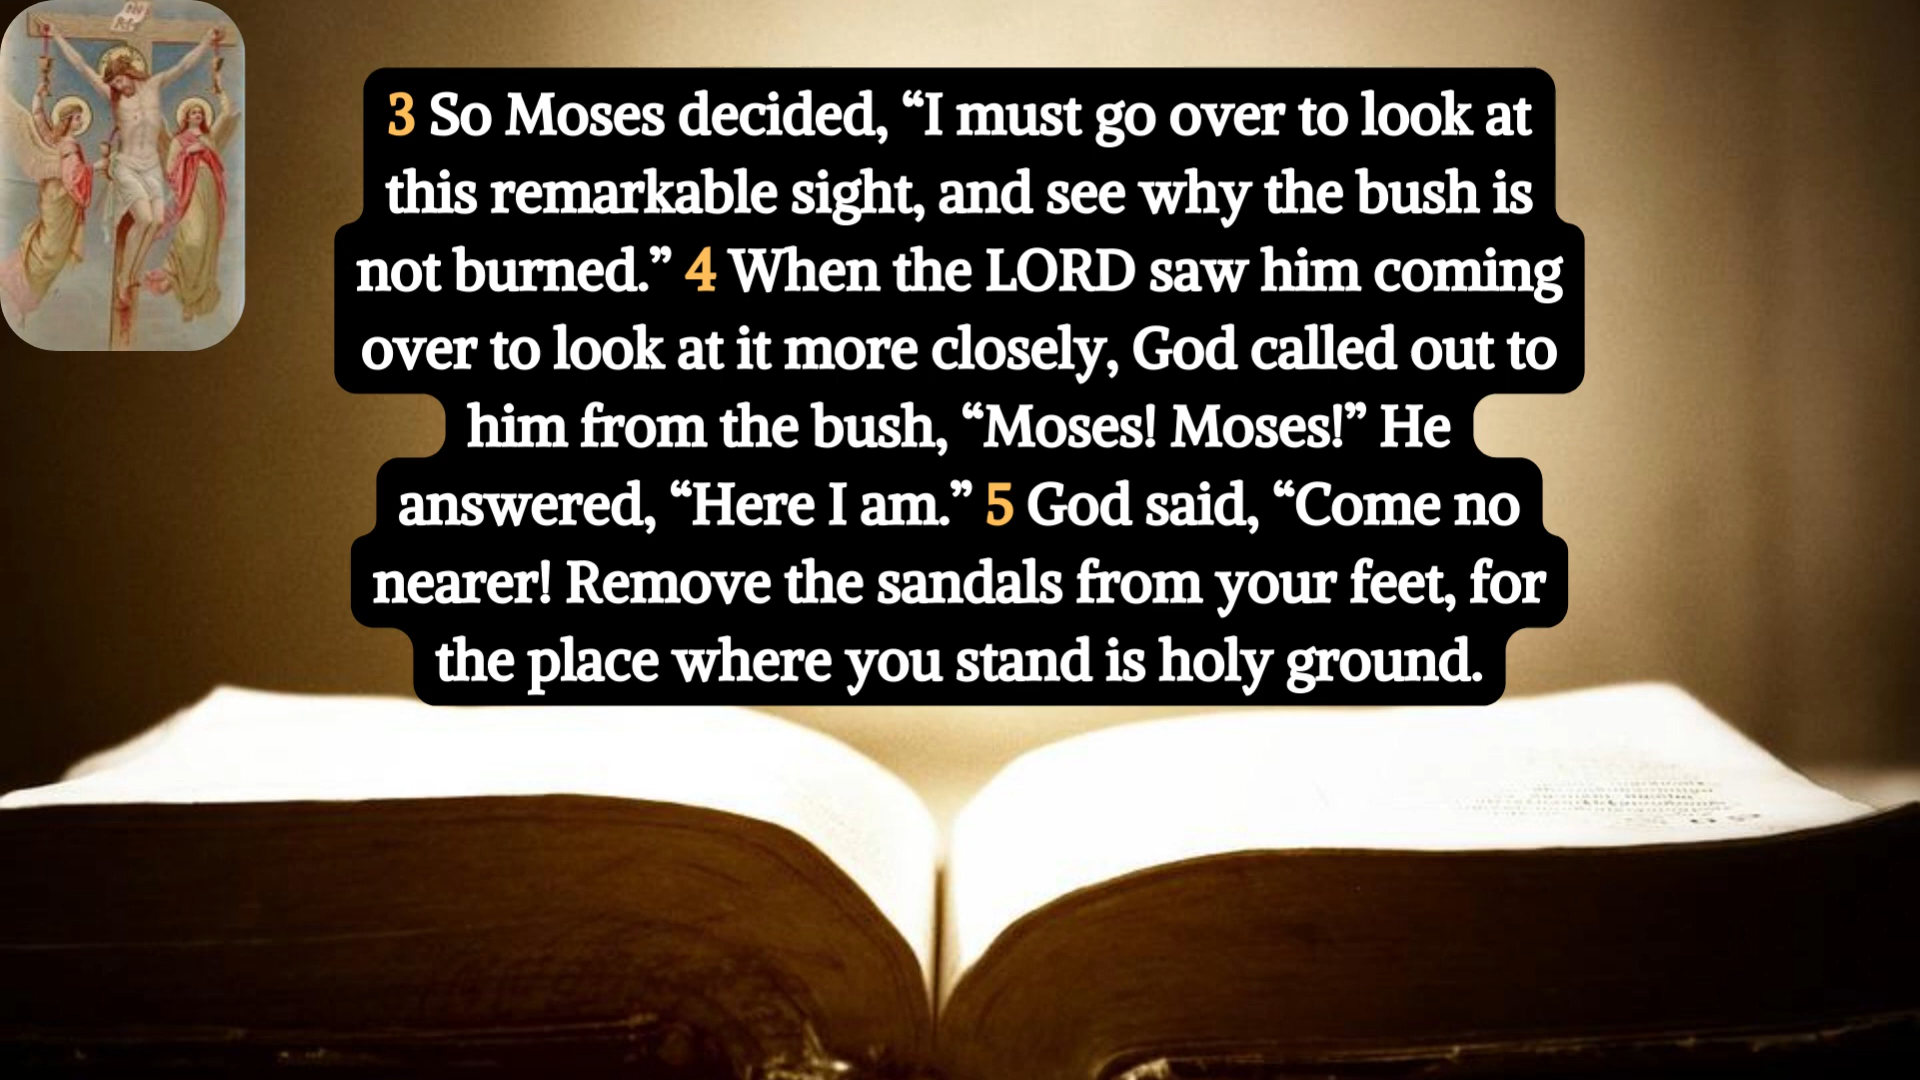 3 So Moses decided, “I must go over to look at
this remarkable sight, and see why the bush is
not burned.” 4 When the LORD saw him coming
over to look at it more closely, God called out to
him from the bush, “Moses! Moses!” He
answered, “Here I am.” 5 God said, “Come no
nearer! Remove the sandals from your feet, for
the place where you stand is holy ground.